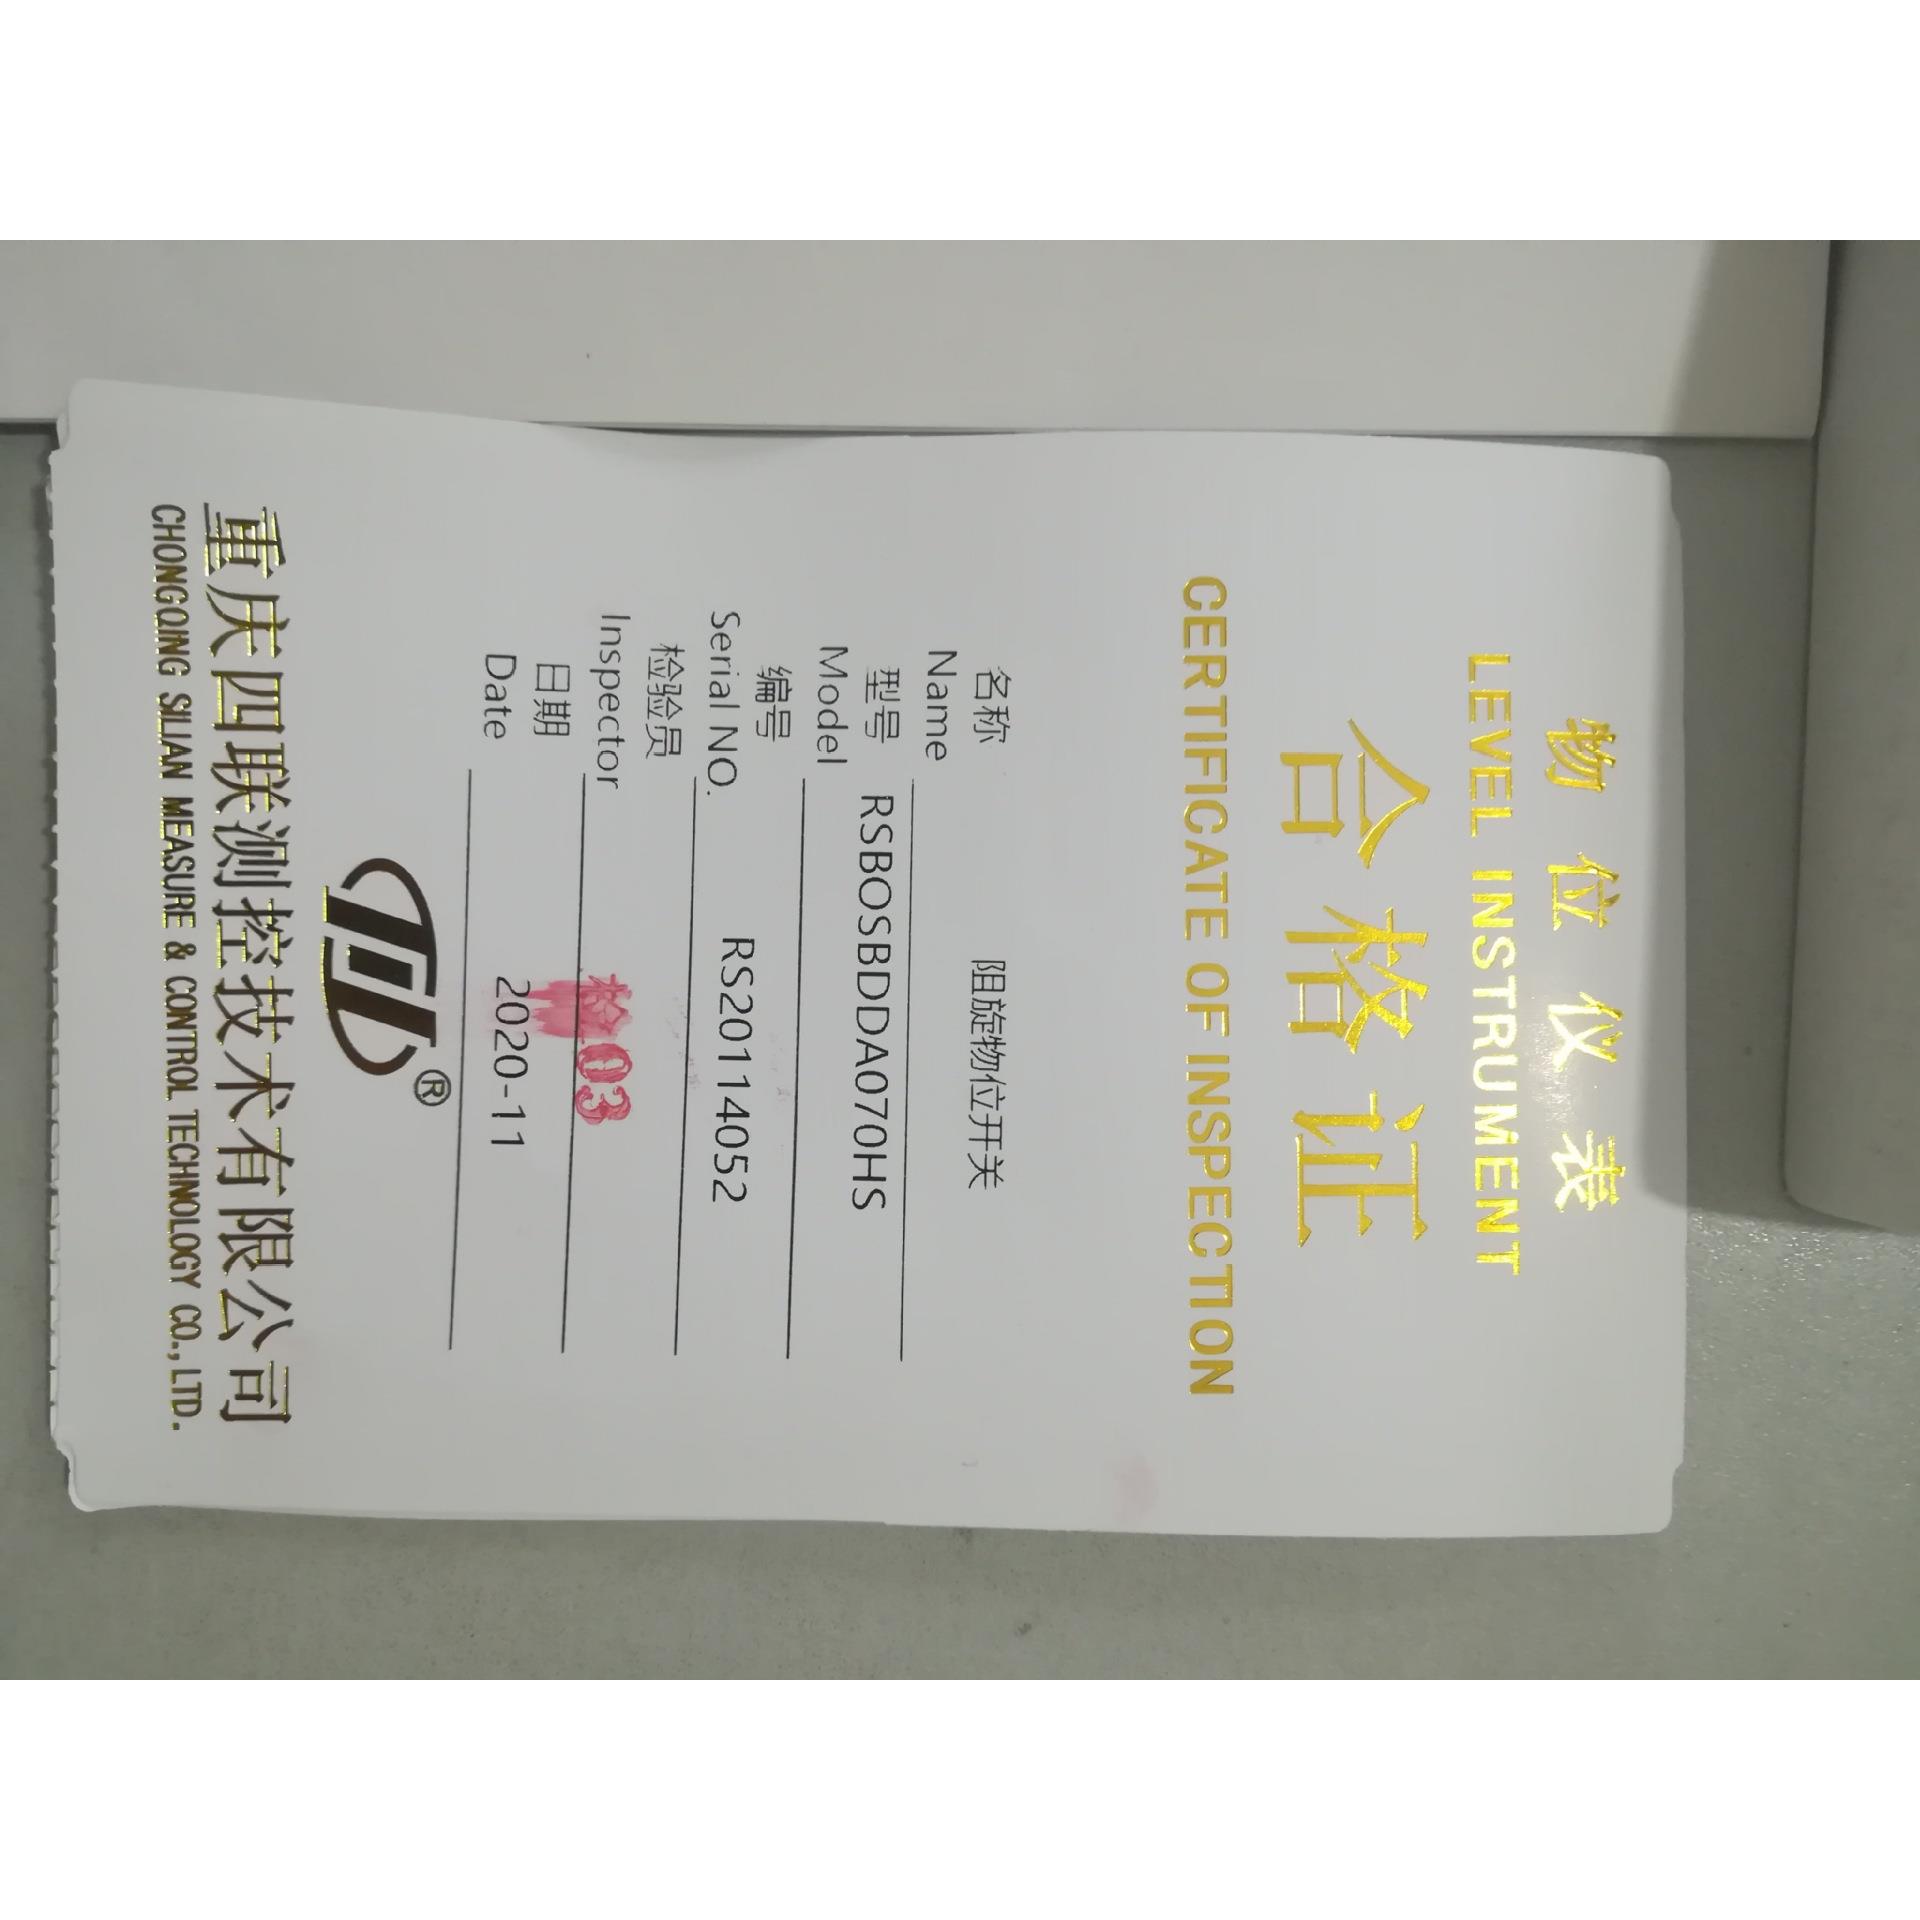 物位仪表
LEVEL INSTRUMENT
合格证
CERTIFICATE OF INSPECTION
名称 阻旋物位开关
Name
型号 RSBOSBDDA070HS
Model
编号 RS20114052
Serial NO.
检验员 检 03
Inspector
日期 2020-11
Date
®
重庆四联测控技术有限公司
CHONGQING SILIAN MEASURE & CONTROL TECHNOLOGY CO.,LTD.